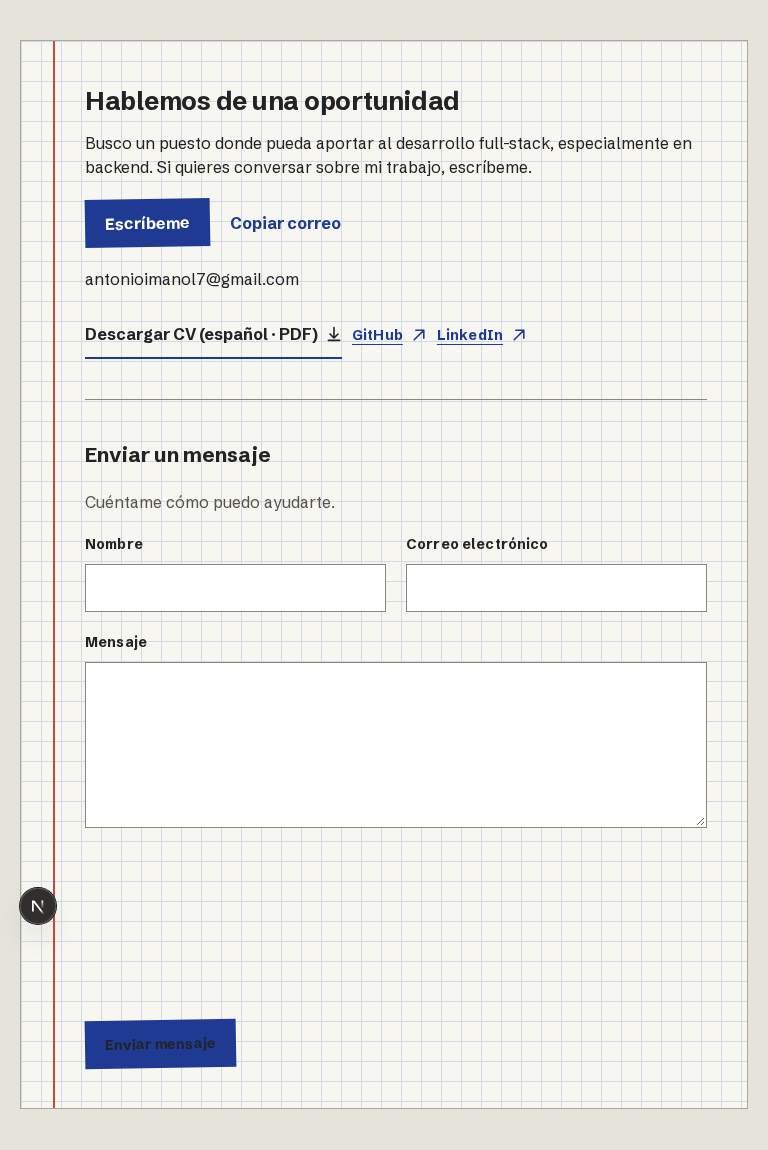 Hablemos de una oportunidad
Busco un puesto donde pueda aportar al desarrollo full-stack, especialmente en
backend. Si quieres conversar sobre mi trabajo, escríbeme.
Escríbeme
Copiar correo
antonioimanol7@gmail.com
Descargar CV (español · PDF)
GitHub
LinkedIn
Enviar un mensaje
Cuéntame cómo puedo ayudarte.
Nombre
Correo electrónico
Mensaje
N
Enviar mensaje